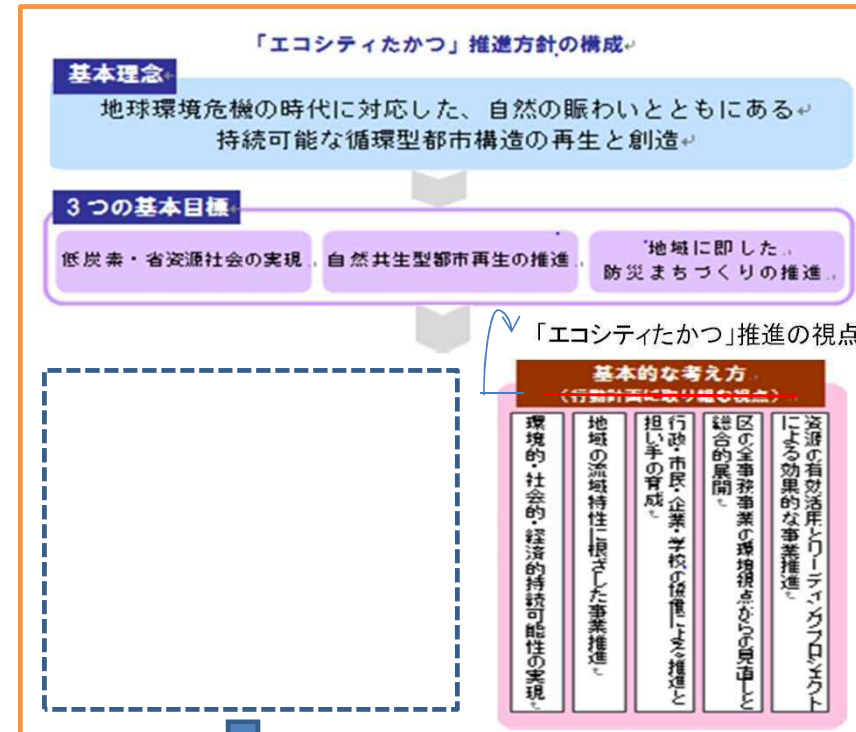 「エコシティたかつ」推進方針の構成
基本理念
地球環境危機の時代に対応した、自然の賑わいとともにある
持続可能な循環型都市構造の再生と創造
3つの基本目標
低炭素・省資源社会の実現
自然共生型都市再生の推進
地域に即した
防災まちづくりの推進
「エコシティたかつ」推進の視点
基本的な考え方
（行動計画に取り組む視点）
環境的・社会的・経済的持続可能性の実現
地域の流域特性に根ざした事業推進
行政・市民・企業・学校の協働による推進と
担い手の育成
区の全事務事業の環境視点からの見直しと
総合的展開
資源の有効活用とリーディングプロジェクト
による効果的な事業推進